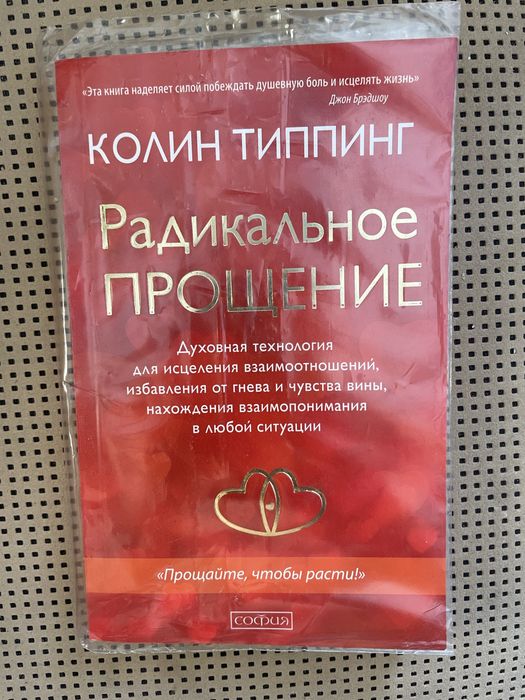 «Эта книга наделяет силой побеждать душевную боль и исцелять жизнь»
Джон Брэдшоу
КОЛИН ТИППИНГ
Радикальное
ПРОЩЕНИЕ
Духовная технология
для исцеления взаимоотношений,
избавления от гнева и чувства вины,
нахождения взаимопонимания
в любой ситуации
«Прощайте, чтобы расти!»
СОФИЯ